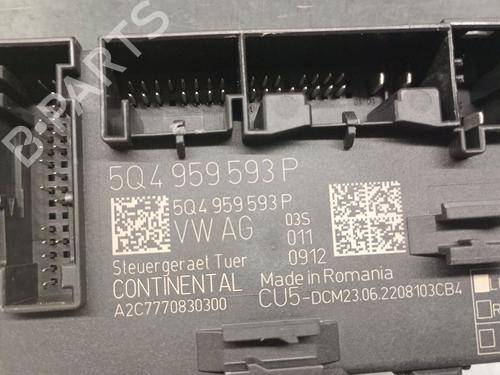 5Q4 959 593 P
5Q4 959 593 P
VW AG
03S
011
0912
Steuergeraet Tuer
CONTINENTAL
A2C7770830300
Made in Romania
CU5-DCM23.06.2208103CB4
L
R
B-PARTS